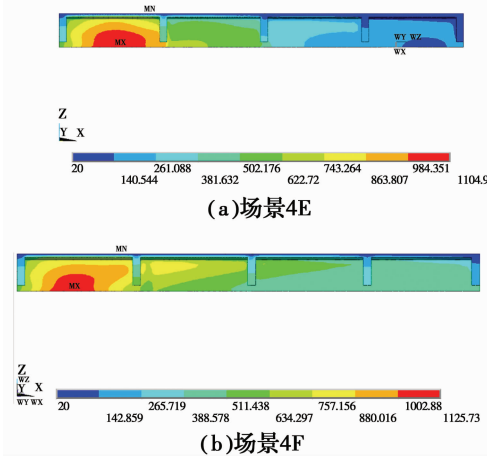 MN
MX
WY WZ
WX
Z
Y X
20 261.088 502.176 743.264 984.351
140.544 381.632 622.72 863.807 1104.9
(a)场景4E
MN
MX
Z
WZ
Y X
WY WX
20 265.719 511.438 757.156 1002.88
142.859 388.578 634.297 880.016 1125.73
(b)场景4F